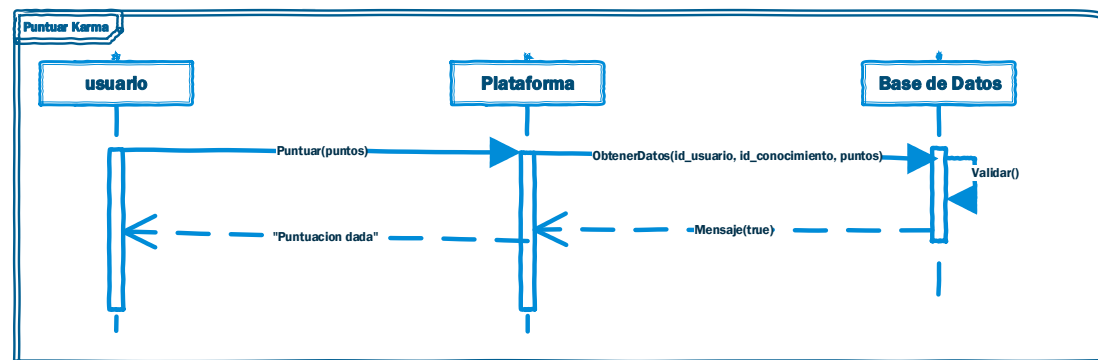 Puntuar Karma
usuario
Plataforma
Base de Datos
Puntuar(puntos)
ObtenerDatos(id_usuario, id_conocimiento, puntos)
Validar()
"Puntuacion dada"
Mensaje(true)